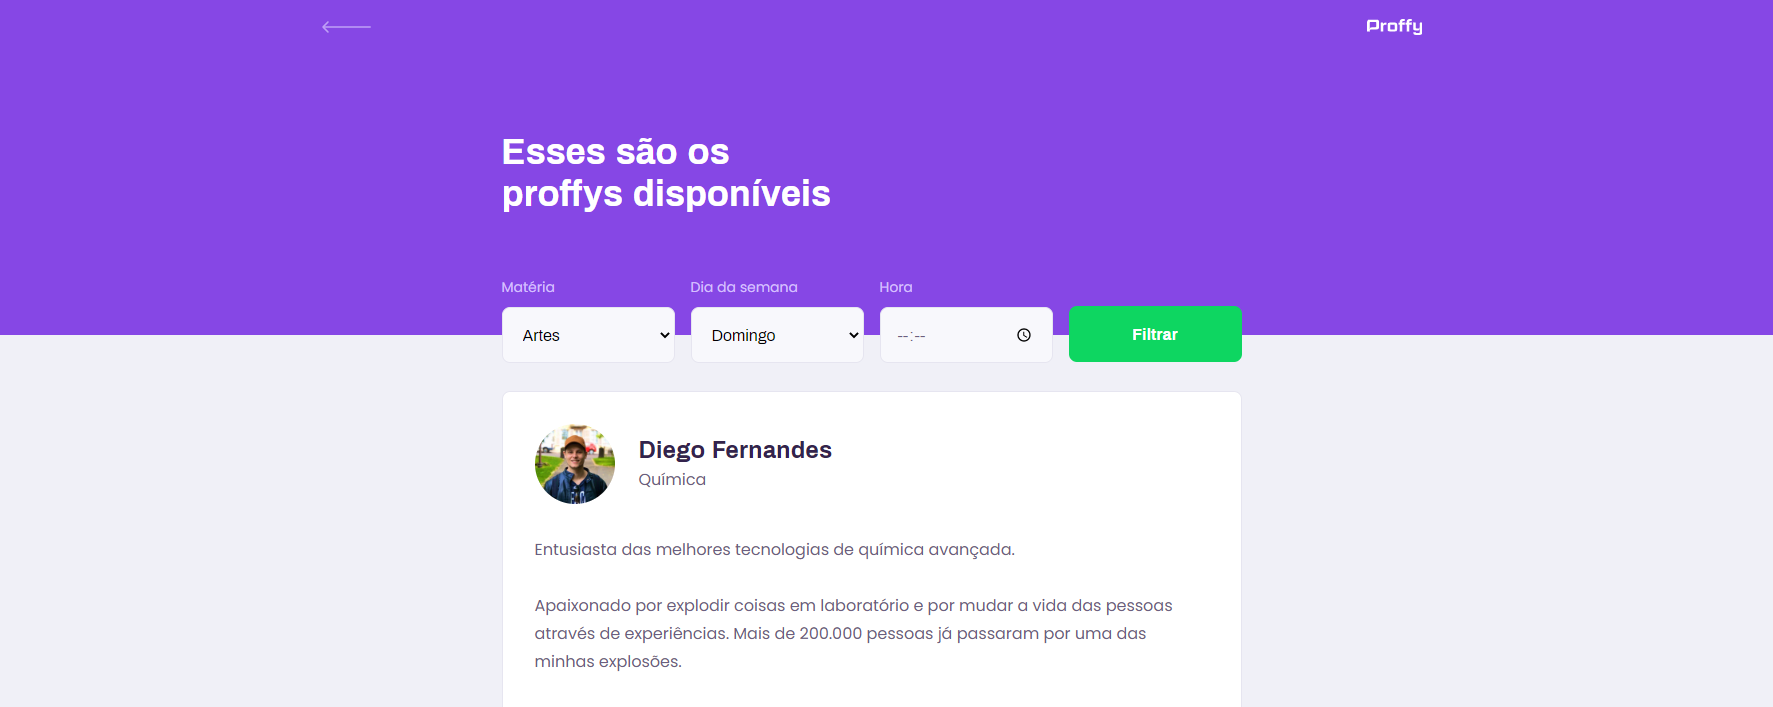 Proffy
Esses são os
proffys disponíveis
Matéria
Dia da semana
Hora
Artes
Domingo
--:--
Filtrar
Diego Fernandes
Química
Entusiasta das melhores tecnologias de química avançada.
Apaixonado por explodir coisas em laboratório e por mudar a vida das pessoas
através de experiências. Mais de 200.000 pessoas já passaram por uma das
minhas explosões.